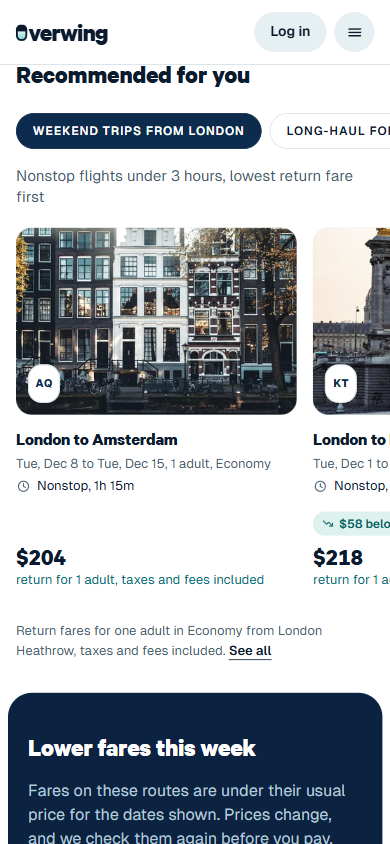 verwing
Log in
Recommended for you
WEEKEND TRIPS FROM LONDON
LONG-HAUL
Nonstop flights under 3 hours, lowest return fare
first
AQ
KT
London to Amsterdam
London to
Tue, Dec 8 to Tue, Dec 15, 1 adult, Economy
Tue, Dec 1 to
Nonstop, 1h 15m
Nonstop,
$58
$204
$218
return for 1 adult, taxes and fees included
return for 1
Return fares for one adult in Economy from London
Heathrow, taxes and fees included. See all
Lower fares this week
Fares on these routes are under their usual
price for the dates shown. Prices change,
and we check them again before you pay.